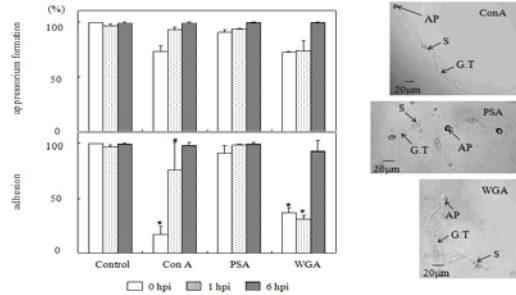 (%)
appressorium formation
100
50
0
adhesion
100
50
0
Control
Con A
PSA
WGA
0 hpi
1 hpi
6 hpi
*
*
*
*
ConA
AP
S
G.T
20μm
PSA
S
G.T
AP
20μm
WGA
AP
G.T
S
20μm